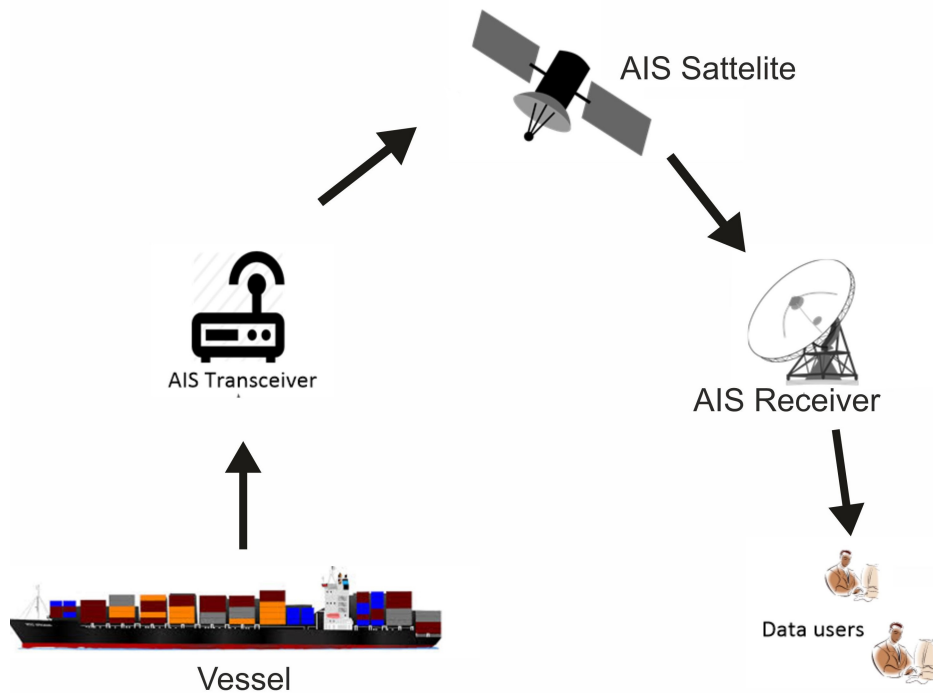 AIS Sattelite
AIS Transceiver
AIS Receiver
Data users
Vessel